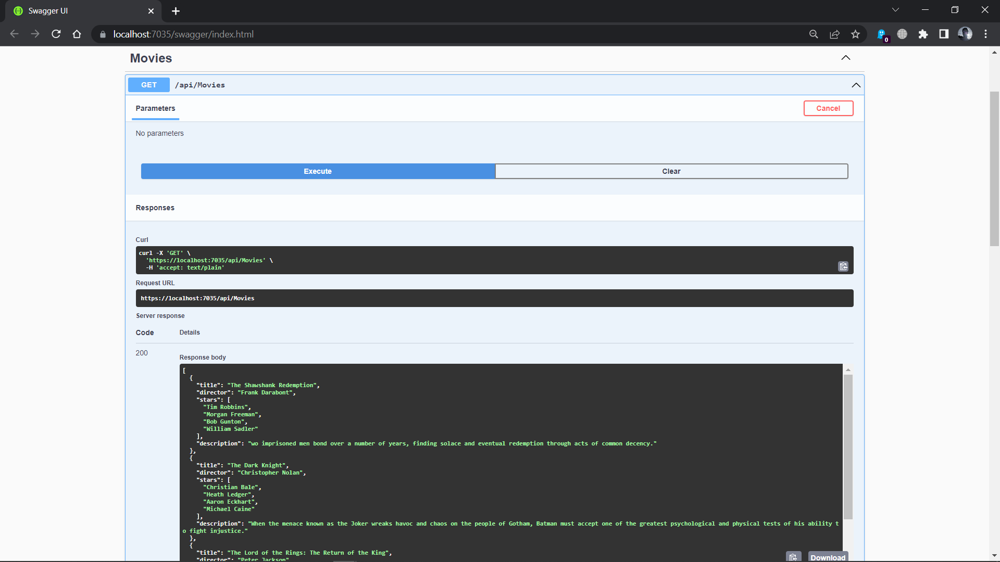 Swagger UI
localhost:7035/swagger/index.html
0
Movies
GET /api/Movies
Parameters
Cancel
No parameters
Execute
Clear
Responses
Curl
curl -X 'GET' \
'https://localhost:7035/api/Movies' \
-H 'accept: text/plain'
Request URL
https://localhost:7035/api/Movies
Server response
Code Details
200
Response body
[
{
"title": "The Shawshank Redemption",
"director": "Frank Darabont",
"stars": [
"Tim Robbins",
"Morgan Freeman",
"Bob Gunton",
"William Sadler"
],
"description": "wo imprisoned men bond over a number of years, finding solace and eventual redemption through acts of common decency."
},
{
"title": "The Dark Knight",
"director": "Christopher Nolan",
"stars": [
"Christian Bale",
"Heath Ledger",
"Aaron Eckhart",
"Michael Caine"
],
"description": "When the menace known as the Joker wreaks havoc and chaos on the people of Gotham, Batman must accept one of the greatest psychological and physical tests of his ability t
o fight injustice."
},
{
"title": "The Lord of the Rings: The Return of the King",
"director": "Peter Jackson"
Download